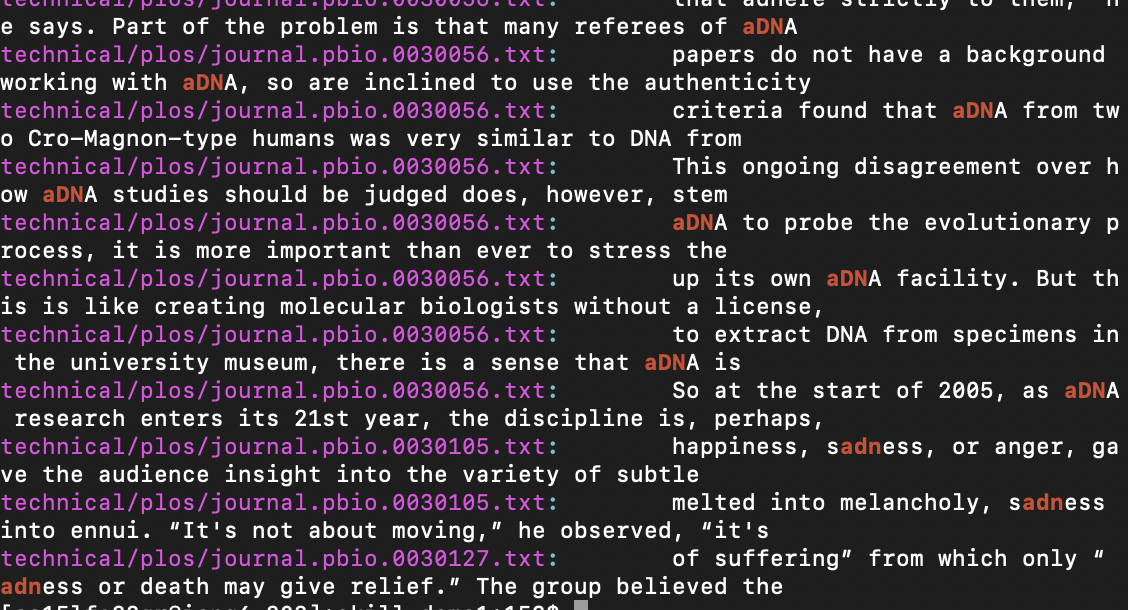 technical/plos/journal.pbio.0030056.txt: that adhere strictly to them,” h
e says. Part of the problem is that many referees of aDNA
technical/plos/journal.pbio.0030056.txt: papers do not have a background
working with aDNA, so are inclined to use the authenticity
technical/plos/journal.pbio.0030056.txt: criteria found that aDNA from tw
o Cro-Magnon-type humans was very similar to DNA from
technical/plos/journal.pbio.0030056.txt: This ongoing disagreement over h
ow aDNA studies should be judged does, however, stem
technical/plos/journal.pbio.0030056.txt: aDNA to probe the evolutionary p
rocess, it is more important than ever to stress the
technical/plos/journal.pbio.0030056.txt: up its own aDNA facility. But th
is is like creating molecular biologists without a license,
technical/plos/journal.pbio.0030056.txt: to extract DNA from specimens in
the university museum, there is a sense that aDNA is
technical/plos/journal.pbio.0030056.txt: So at the start of 2005, as aDNA
research enters its 21st year, the discipline is, perhaps,
technical/plos/journal.pbio.0030105.txt: happiness, sadness, or anger, ga
ve the audience insight into the variety of subtle
technical/plos/journal.pbio.0030105.txt: melted into melancholy, sadness
into ennui. “It's not about moving,” he observed, “it's
technical/plos/journal.pbio.0030127.txt: of suffering” from which only “
adness or death may give relief.” The group believed the